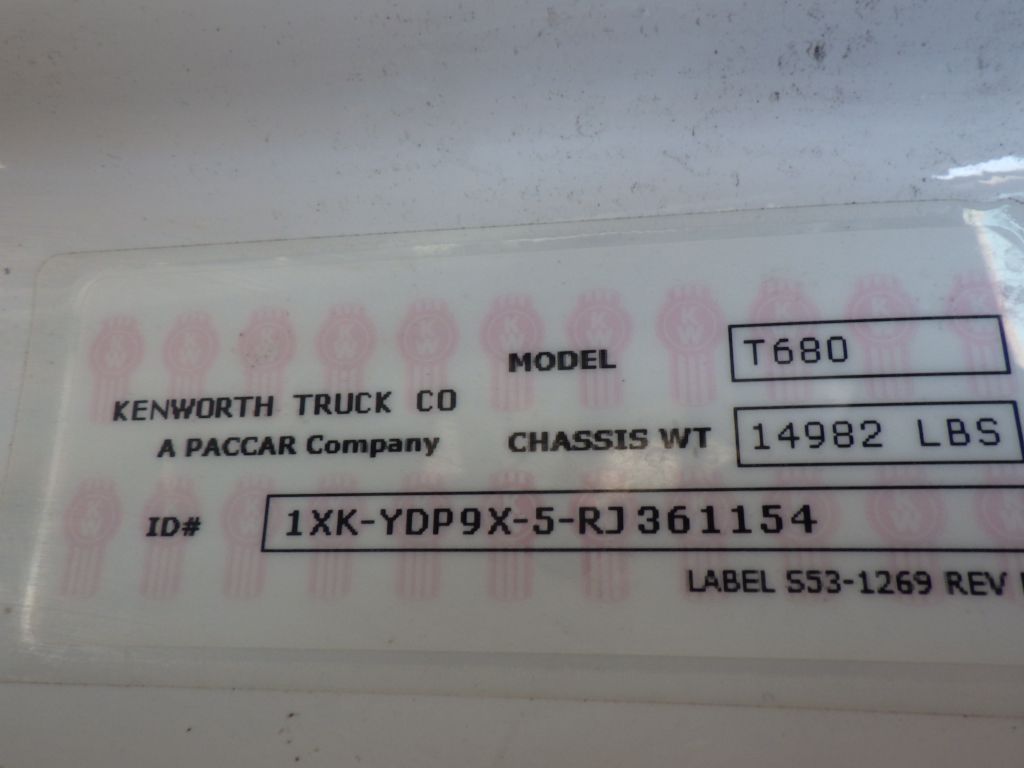 MODEL T680
KENWORTH TRUCK CO
A PACCAR Company
CHASSIS WT 14982 LBS
ID# 1XK-YDP9X-5-RJ361154
LABEL S53-1269 REV